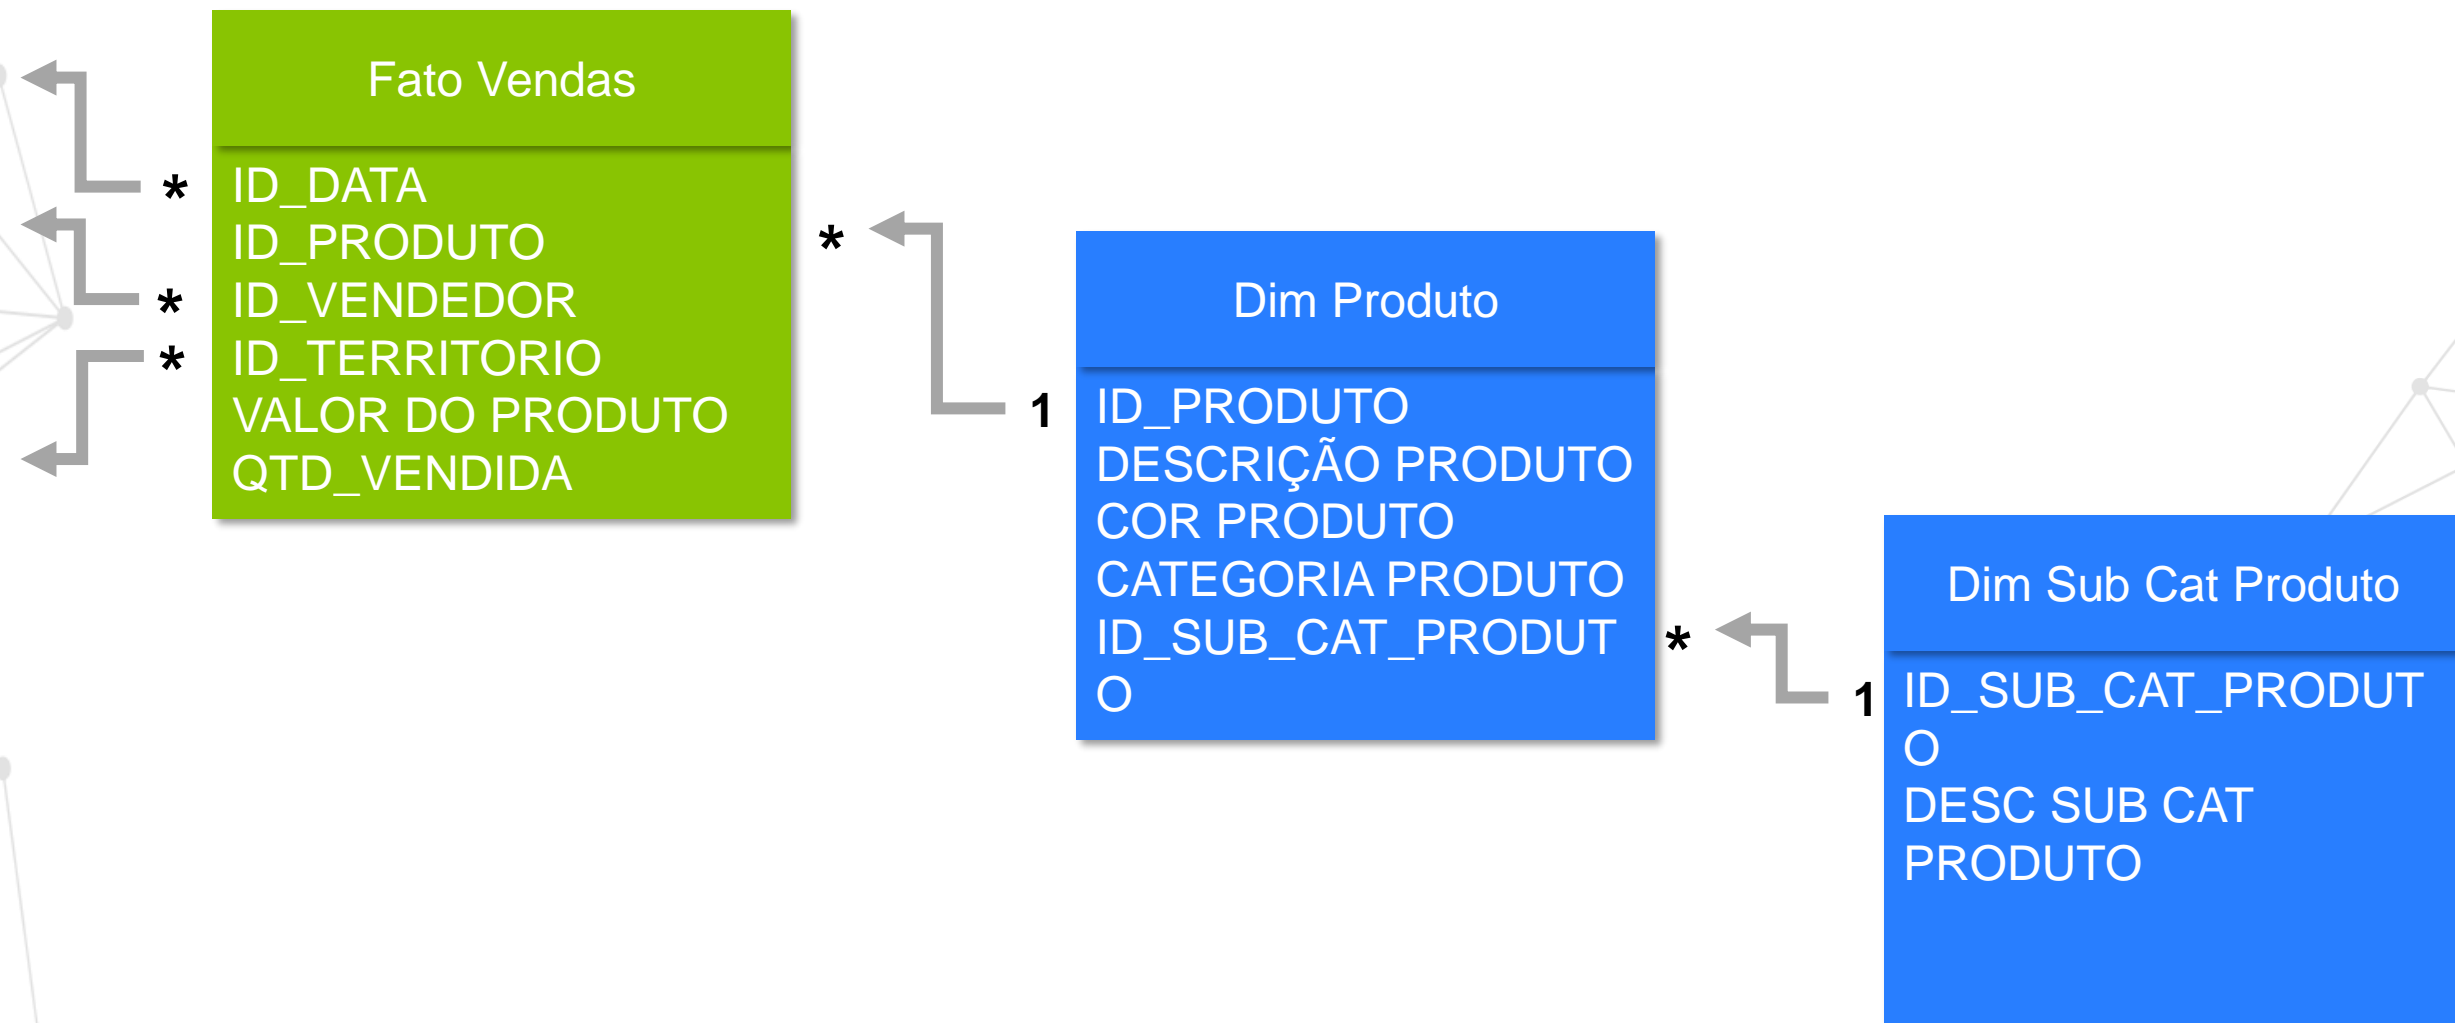 Fato Vendas
* ID_DATA
ID_PRODUTO *
* ID_VENDEDOR
* ID_TERRITORIO
VALOR DO PRODUTO
QTD_VENDIDA
Dim Produto
1 ID_PRODUTO
DESCRIÇÃO PRODUTO
COR PRODUTO
CATEGORIA PRODUTO
ID_SUB_CAT_PRODUT *
O
Dim Sub Cat Produto
1 ID_SUB_CAT_PRODUT
O
DESC SUB CAT
PRODUTO